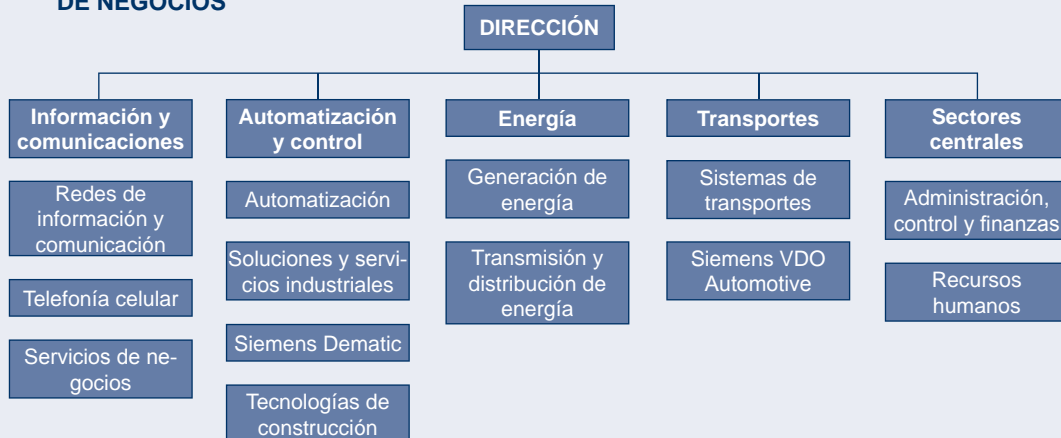 DE NEGOCIOS
DIRECCIÓN
Información y
comunicaciones
Redes de
información y
comunicación
Telefonía celular
Servicios de ne-
gocios
Automatización
y control
Automatización
Soluciones y servi-
cios industriales
Siemens Dematic
Tecnologías de
construcción
Energía
Generación de
energía
Transmisión y
distribución de
energía
Transportes
Sistemas de
transportes
Siemens VDO
Automotive
Sectores
centrales
Administración,
control y finanzas
Recursos
humanos